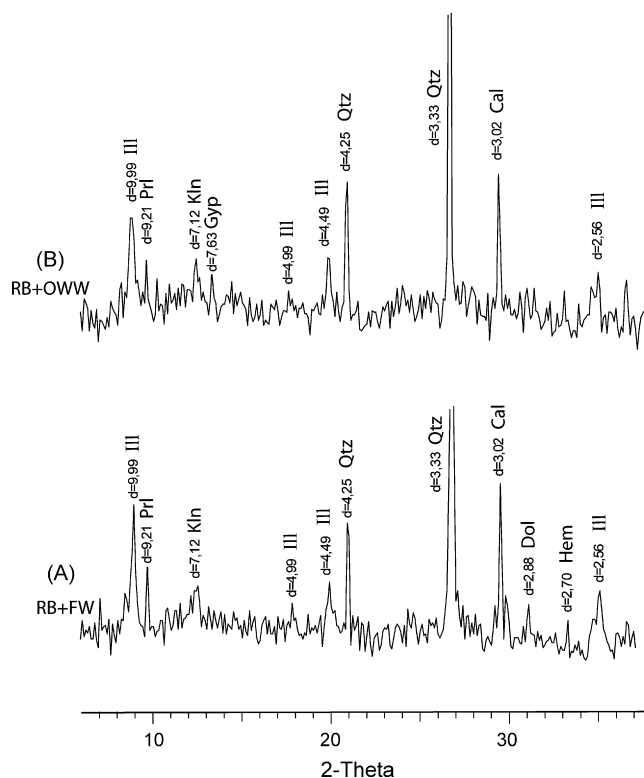 d=9,99 Ill
d=9,21 Prl
d=7,12 Kln
d=7,63 Gyp
d=4,99 Ill
d=4,49 Ill
d=4,25 Qtz
d=3,33 Qtz
d=3,02 Cal
d=2,56 Ill
(B)
RB+OWW
d=9,99 Ill
d=9,21 Prl
d=7,12 Kln
d=4,99 Ill
d=4,49 Ill
d=4,25 Qtz
d=3,33 Qtz
d=3,02 Cal
d=2,88 Dol
d=2,70 Hem
d=2,56 Ill
(A)
RB+FW
10 20 30
2-Theta